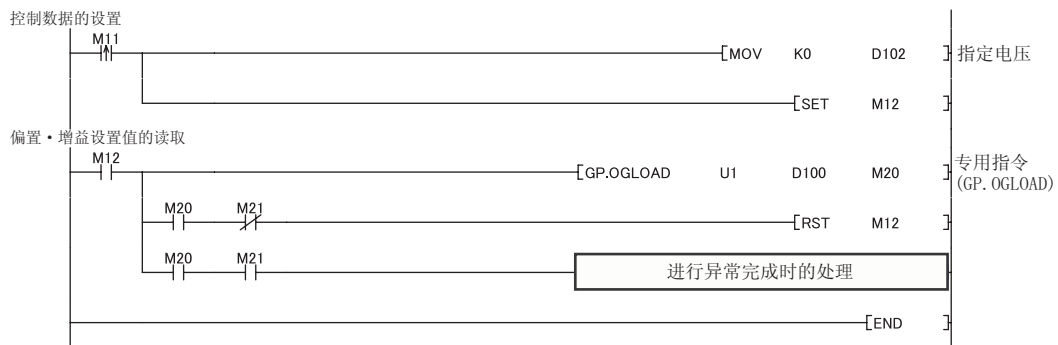 控制数据的设置
M11
MOV K0 D102 指定电压
SET M12
偏置・增益设置值的读取
M12
GP.OGLOAD U1 D100 M20 专用指令
(GP.OGLOAD)
M20 M21
RST M12
M20 M21
进行异常完成时的处理
END